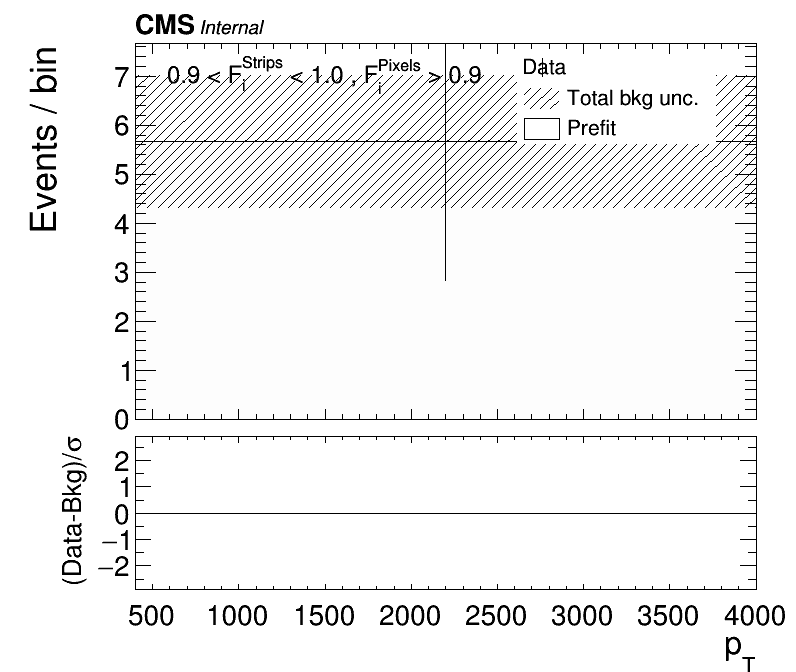 CMS Internal
Events / bin
0.9 < F_i^Strips < 1.0 , F_i^Pixels > 0.9
Data
Total bkg unc.
Prefit
7
6
5
4
3
2
1
0
(Data-Bkg)/σ
2
1
0
−1
−2
500 1000 1500 2000 2500 3000 3500 4000
p_T